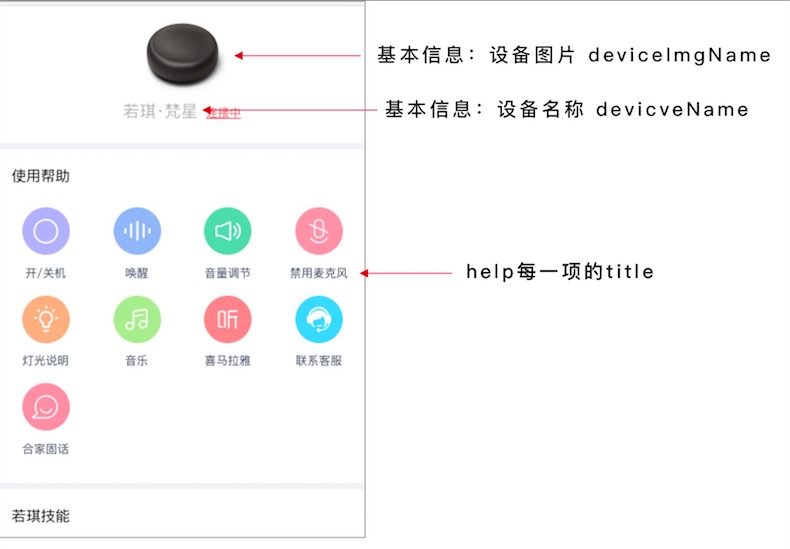 基本信息：设备图片 deviceImgName
若琪·梵星 连接中
基本信息：设备名称 devicveName
使用帮助
开/关机 唤醒 音量调节 禁用麦克风
help每一项的title
听
灯光说明 音乐 喜马拉雅 联系客服
合家固话
若琪技能